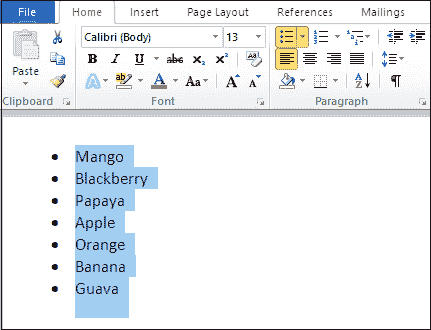 File Home Insert Page Layout References Mailings
Calibri (Body) 13
Paste
B I U abc x₂ x²
A ab A Aa A A
A Z ¶
Clipboard Font Paragraph
• Mango
• Blackberry
• Papaya
• Apple
• Orange
• Banana
• Guava